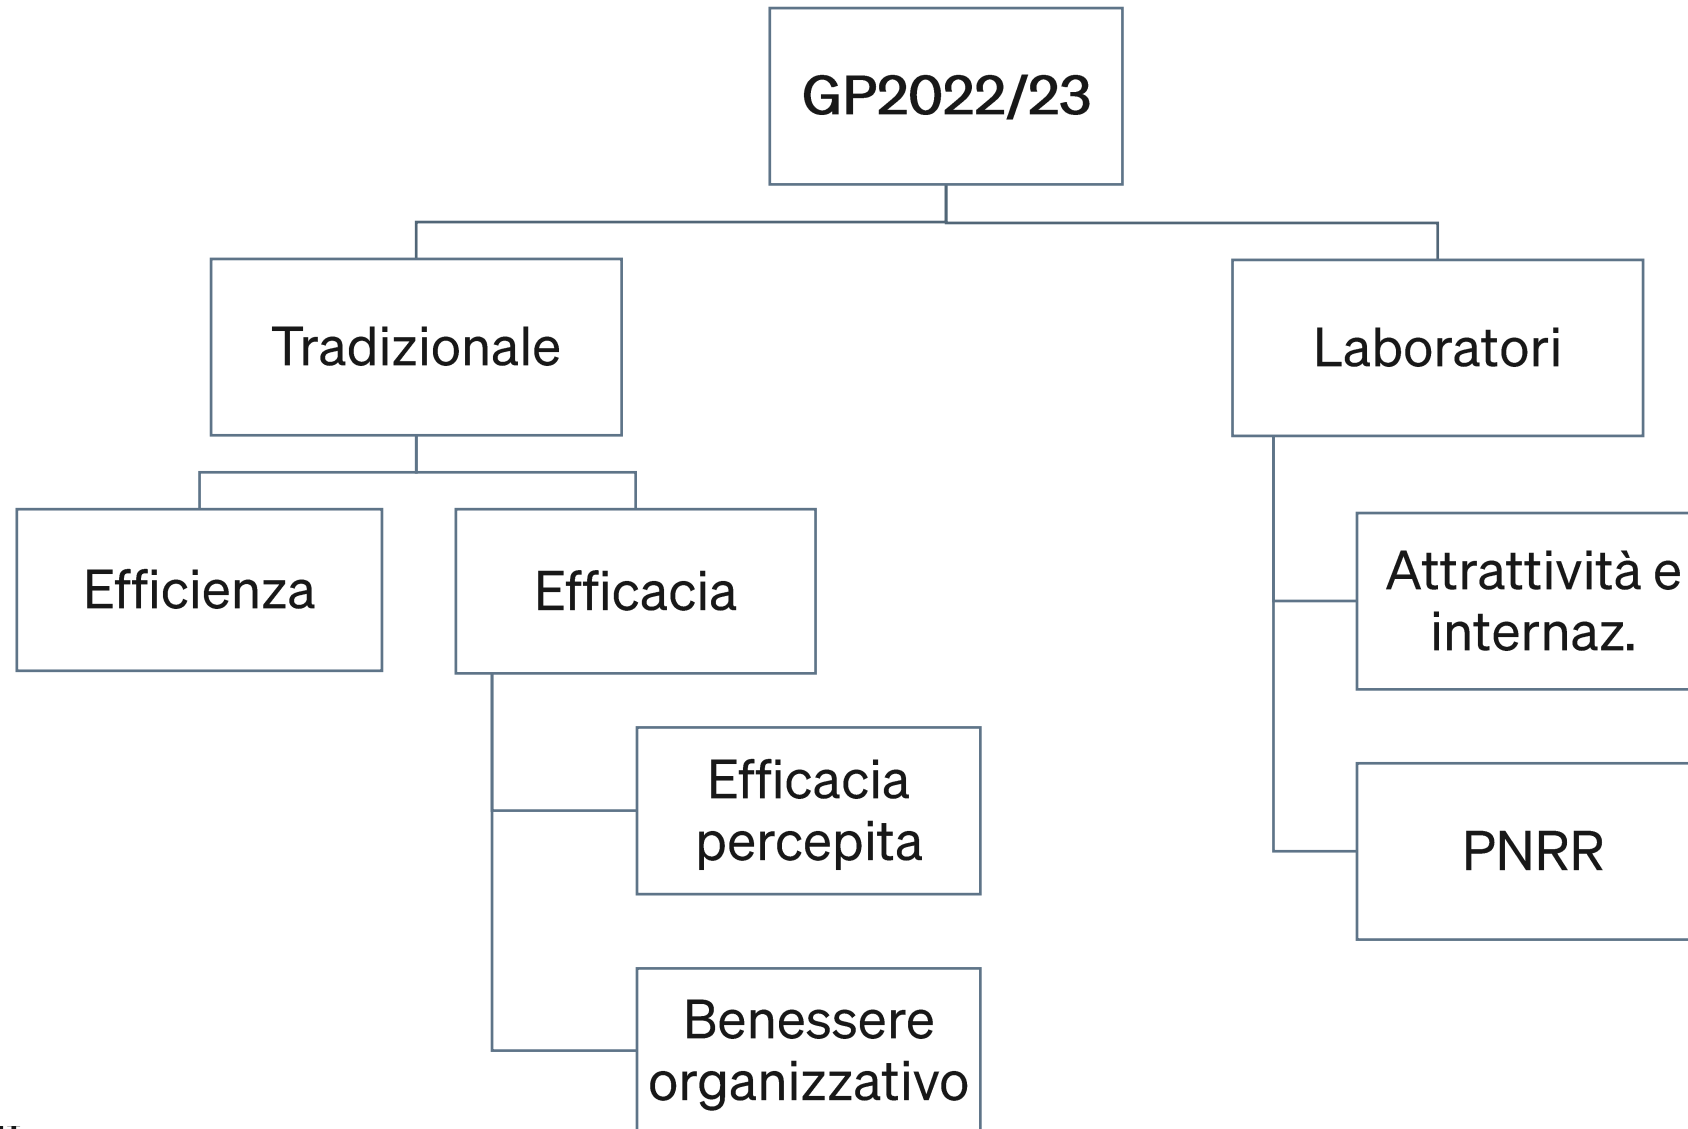 GP2022/23
Tradizionale
Laboratori
Efficienza
Efficacia
Attrattività e
internaz.
Efficacia
percepita
PNRR
Benessere
organizzativo